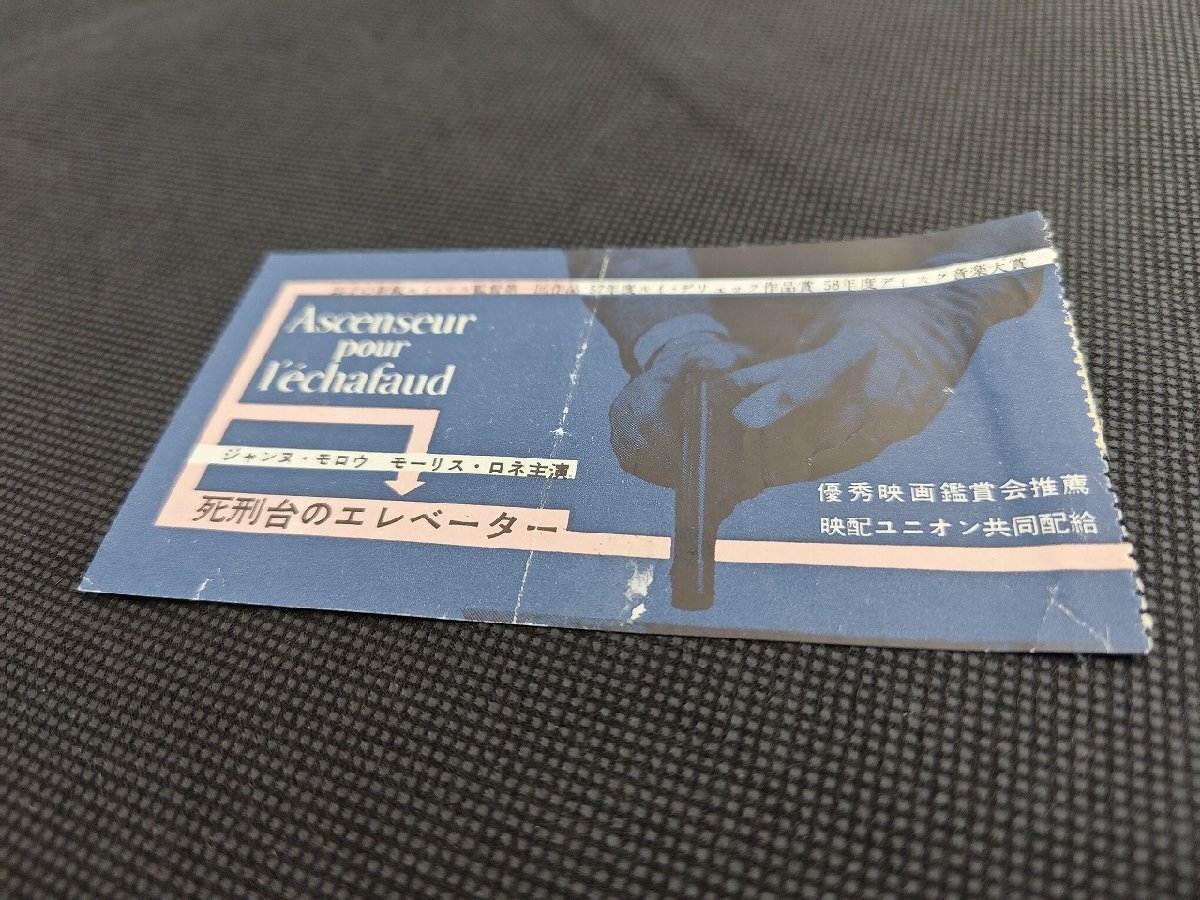 回作品 57年度ルイ・デリュック作品賞 58年度ディスク音楽大賞
Ascenseur
pour
l'échafaud
ジャンヌ・モロウ モーリス・ロネ主演
死刑台のエレベーター
優秀映画鑑賞会推薦
映配ユニオン共同配給